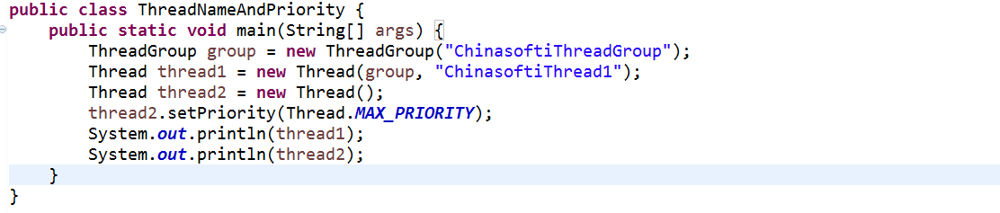 public class ThreadNameAndPriority {
    public static void main(String[] args) {
        ThreadGroup group = new ThreadGroup("ChinasoftiThreadGroup");
        Thread thread1 = new Thread(group, "ChinasoftiThread1");
        Thread thread2 = new Thread();
        thread2.setPriority(Thread.MAX_PRIORITY);
        System.out.println(thread1);
        System.out.println(thread2);
    }
}